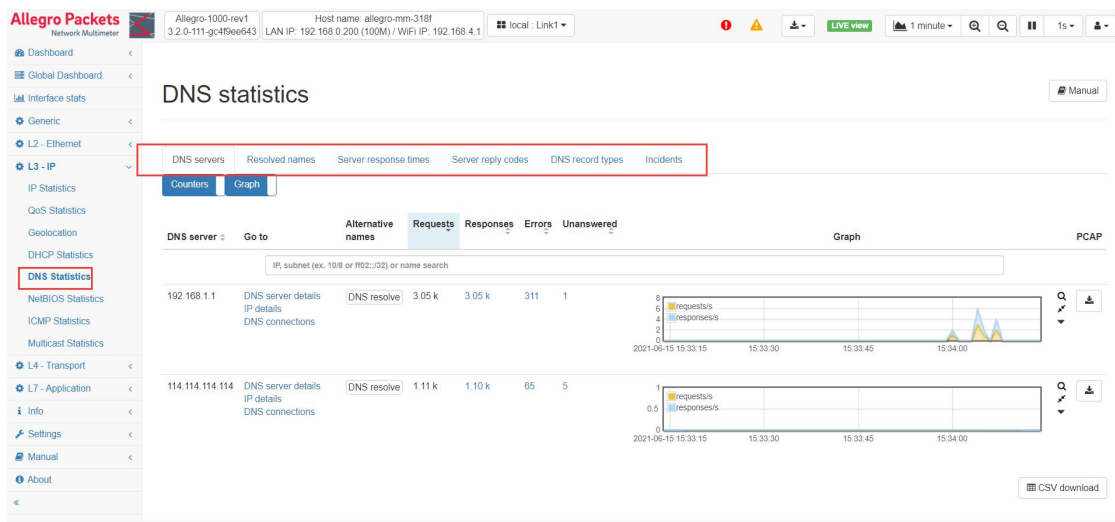 Allegro Packets
Network Multimeter
Allegro-1000-rev1
3.2.0-111-gc4f9ee643
Host name: allegro-mm-318f
LAN IP: 192.168.0.200 (100M) / WiFi IP: 192.168.4.1
local : Link1
LIVE view
1 minute
1s
Dashboard
Global Dashboard
Interface stats
Generic
L2 - Ethernet
L3 - IP
IP Statistics
QoS Statistics
Geolocation
DHCP Statistics
DNS Statistics
NetBIOS Statistics
ICMP Statistics
Multicast Statistics
L4 - Transport
L7 - Application
Info
Settings
Manual
About
«
DNS statistics
Manual
DNS servers Resolved names Server response times Server reply codes DNS record types Incidents
Counters Graph
DNS server Go to Alternative names Requests Responses Errors Unanswered Graph PCAP
IP, subnet (ex. 10/8 or ff02::/32) or name search
192.168.1.1 DNS server details DNS resolve 3.05 k 3.05 k 311 1
IP details
DNS connections
8
6
4
2
0
requests/s
responses/s
2021-06-15 15:33:15 15:33:30 15:33:45 15:34:00
114.114.114.114 DNS server details DNS resolve 1.11 k 1.10 k 65 5
IP details
DNS connections
1
0.5
0
requests/s
responses/s
2021-06-15 15:33:15 15:33:30 15:33:45 15:34:00
CSV download